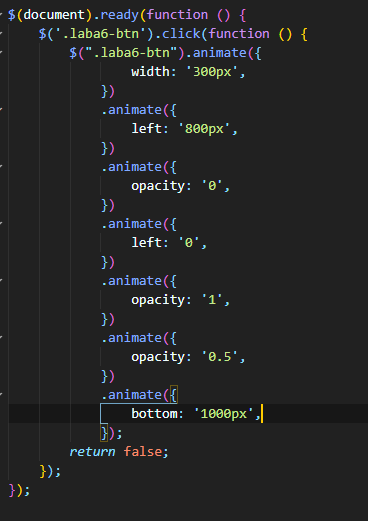 $(document).ready(function () {
    $('.laba6-btn').click(function () {
        $(".laba6-btn").animate({
                width: '300px',
            })
            .animate({
                left: '800px',
            })
            .animate({
                opacity: '0',
            })
            .animate({
                left: '0',
            })
            .animate({
                opacity: '1',
            })
            .animate({
                opacity: '0.5',
            })
            .animate({
                bottom: '1000px',
            });
        return false;
    });
});